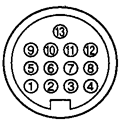 ⑬
⑨ ⑩ ⑪ ⑫
⑤ ⑥ ⑦ ⑧
① ② ③ ④